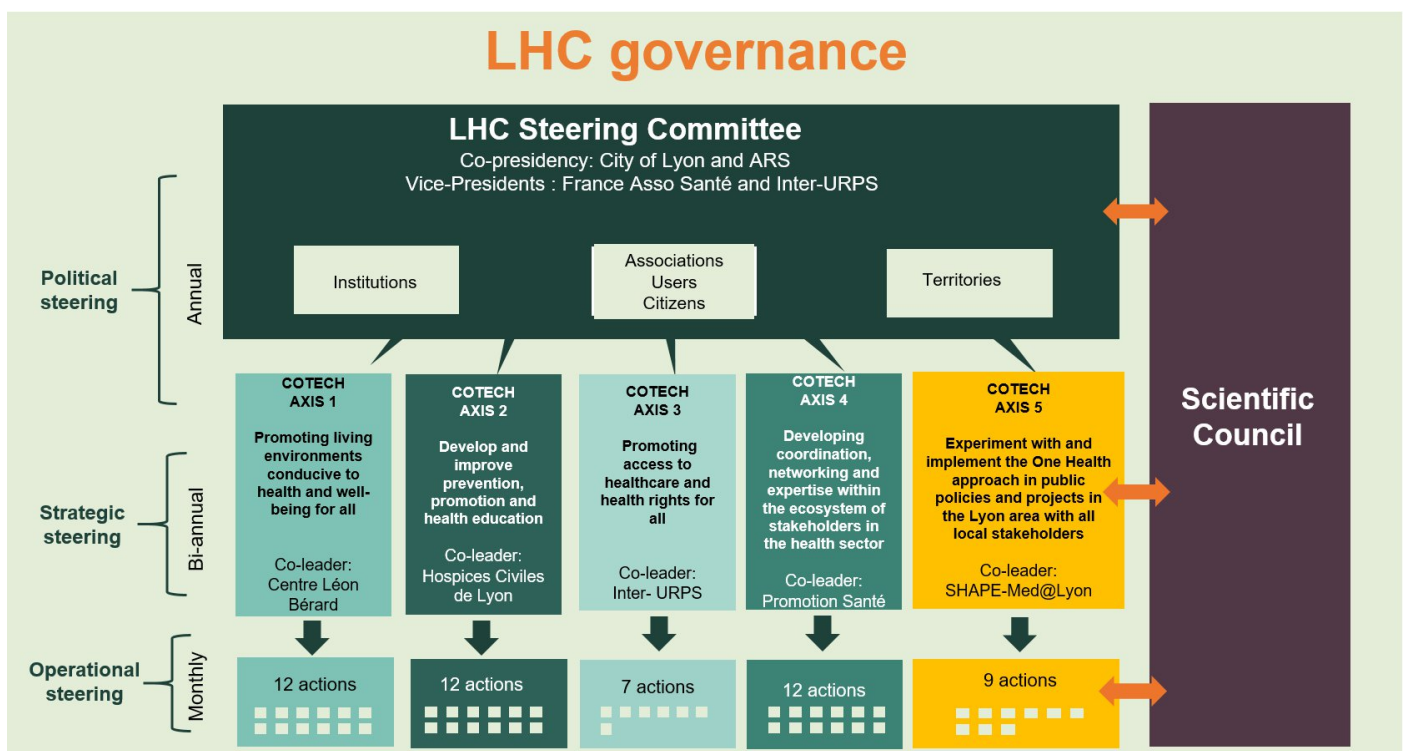 LHC governance
LHC Steering Committee
Co-presidency: City of Lyon and ARS
Vice-Presidents : France Asso Santé and Inter-URPS
Institutions
Associations
Users
Citizens
Territories
Political
steering
Annual
COTECH
AXIS 1
Promoting living
environments
conducive to
health and well-
being for all
Co-leader:
Centre Léon
Bérard
COTECH
AXIS 2
Develop and
improve
prevention,
promotion and
health education
Co-leader:
Hospices Civiles
de Lyon
COTECH
AXIS 3
Promoting
access to
healthcare and
health rights for
all
Co-leader:
Inter- URPS
COTECH
AXIS 4
Developing
coordination,
networking and
expertise within
the ecosystem of
stakeholders in
the health sector
Co-leader:
Promotion Santé
COTECH
AXIS 5
Experiment with and
implement the One Health
approach in public
policies and projects in
the Lyon area with all
local stakeholders
Co-leader:
SHAPE-Med@Lyon
Scientific
Council
Strategic
steering
Bi-annual
Operational
steering
Monthly
12 actions
12 actions
7 actions
12 actions
9 actions